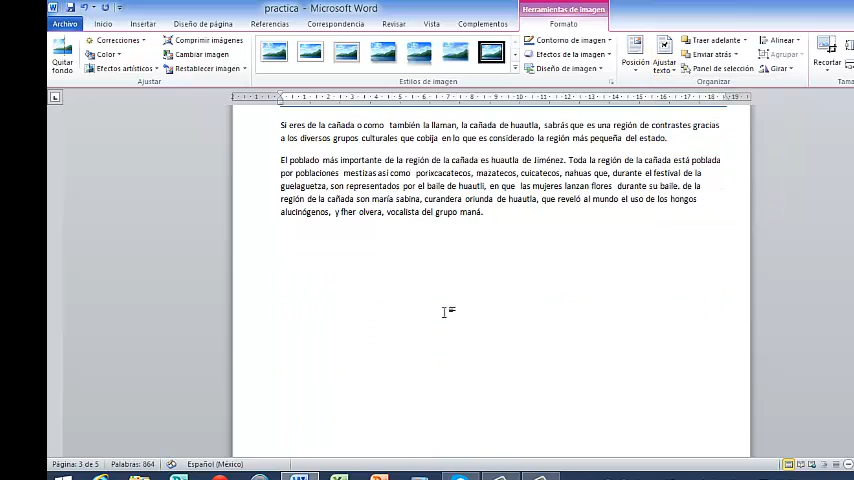 practica - Microsoft Word
Herramientas de imagen
Archivo Inicio Insertar Diseño de página Referencias Correspondencia Revisar Vista Complementos Formato
Quitar fondo
Correcciones
Color
Efectos artísticos
Comprimir imágenes
Cambiar imagen
Restablecer imagen
Ajustar
Estilos de imagen
Contorno de imagen
Efectos de la imagen
Diseño de imagen
Posición
Ajustar texto
Traer adelante
Enviar atrás
Panel de selección
Alinear
Agrupar
Girar
Organizar
Recortar
Tama
Si eres de la cañada o como también la llaman, la cañada de huautla, sabrás que es una región de contrastes gracias
a los diversos grupos culturales que cobija en lo que es considerado la región más pequeña del estado.
El poblado más importante de la región de la cañada es huautla de Jiménez. Toda la región de la cañada está poblada
por poblaciones mestizas asi como porixcacatecos, mazatecos, cuicatecos, nahuas que, durante el festival de la
guelaguetza, son representados por el baile de huautli, en que las mujeres lanzan flores durante su baile. de la
región de la cañada son maría sabina, curandera oriunda de huautla, que reveló al mundo el uso de los hongos
alucinógenos, y fher olvera, vocalista del grupo maná.
Página: 3 de 5 Palabras: 864 Español (México)